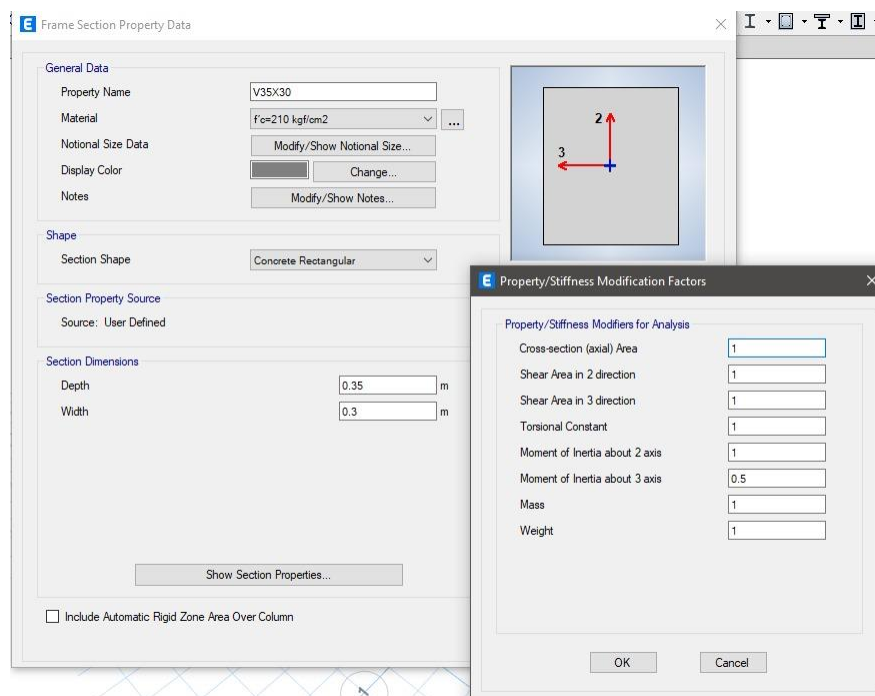 E Frame Section Property Data
General Data
Property Name V35X30
Material f'c=210 kgf/cm2 ...
Notional Size Data Modify/Show Notional Size...
Display Color Change...
Notes Modify/Show Notes...
2
3
Shape
Section Shape Concrete Rectangular
Section Property Source
Source: User Defined
Section Dimensions
Depth 0.35 m
Width 0.3 m
Show Section Properties...
Include Automatic Rigid Zone Area Over Column
E Property/Stiffness Modification Factors
Property/Stiffness Modifiers for Analysis
Cross-section (axial) Area 1
Shear Area in 2 direction 1
Shear Area in 3 direction 1
Torsional Constant 1
Moment of Inertia about 2 axis 1
Moment of Inertia about 3 axis 0.5
Mass 1
Weight 1
OK Cancel